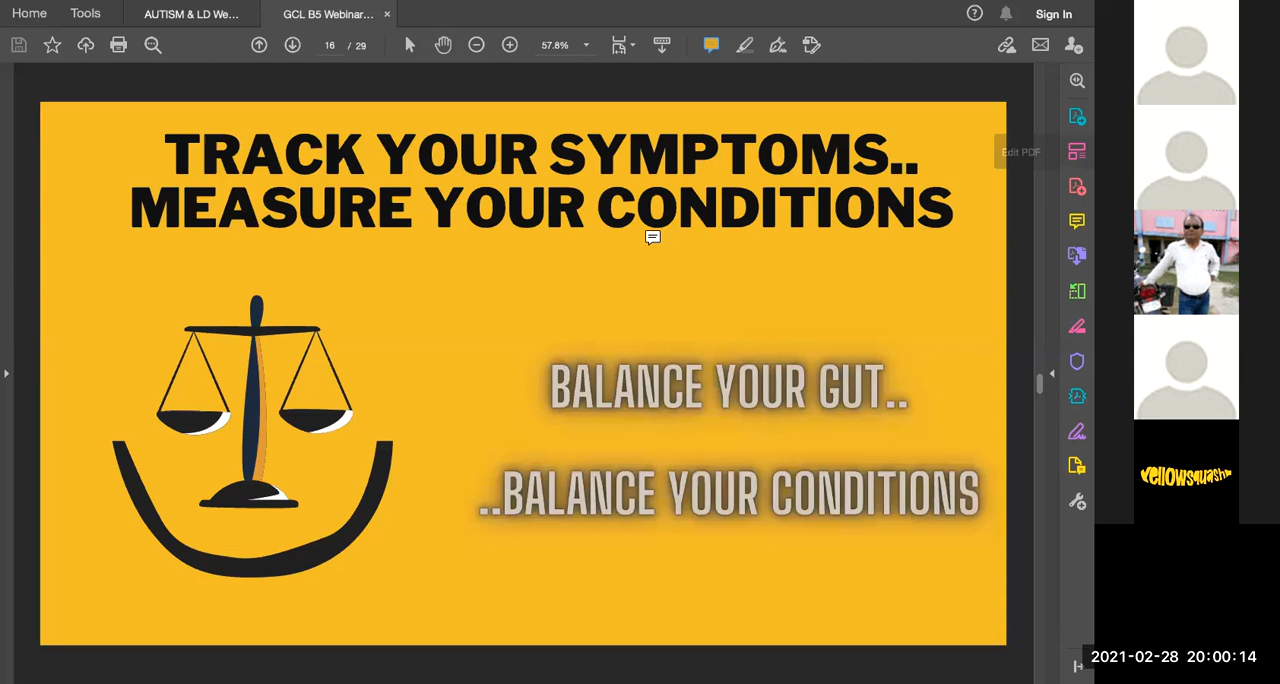 Home Tools AUTISM & LD We... GCL B5 Webinar... × Sign In
16 / 29 57.8%
TRACK YOUR SYMPTOMS..
MEASURE YOUR CONDITIONS
Edit PDF
BALANCE YOUR GUT..
..BALANCE YOUR CONDITIONS
yellowsquash
2021-02-28 20:00:14